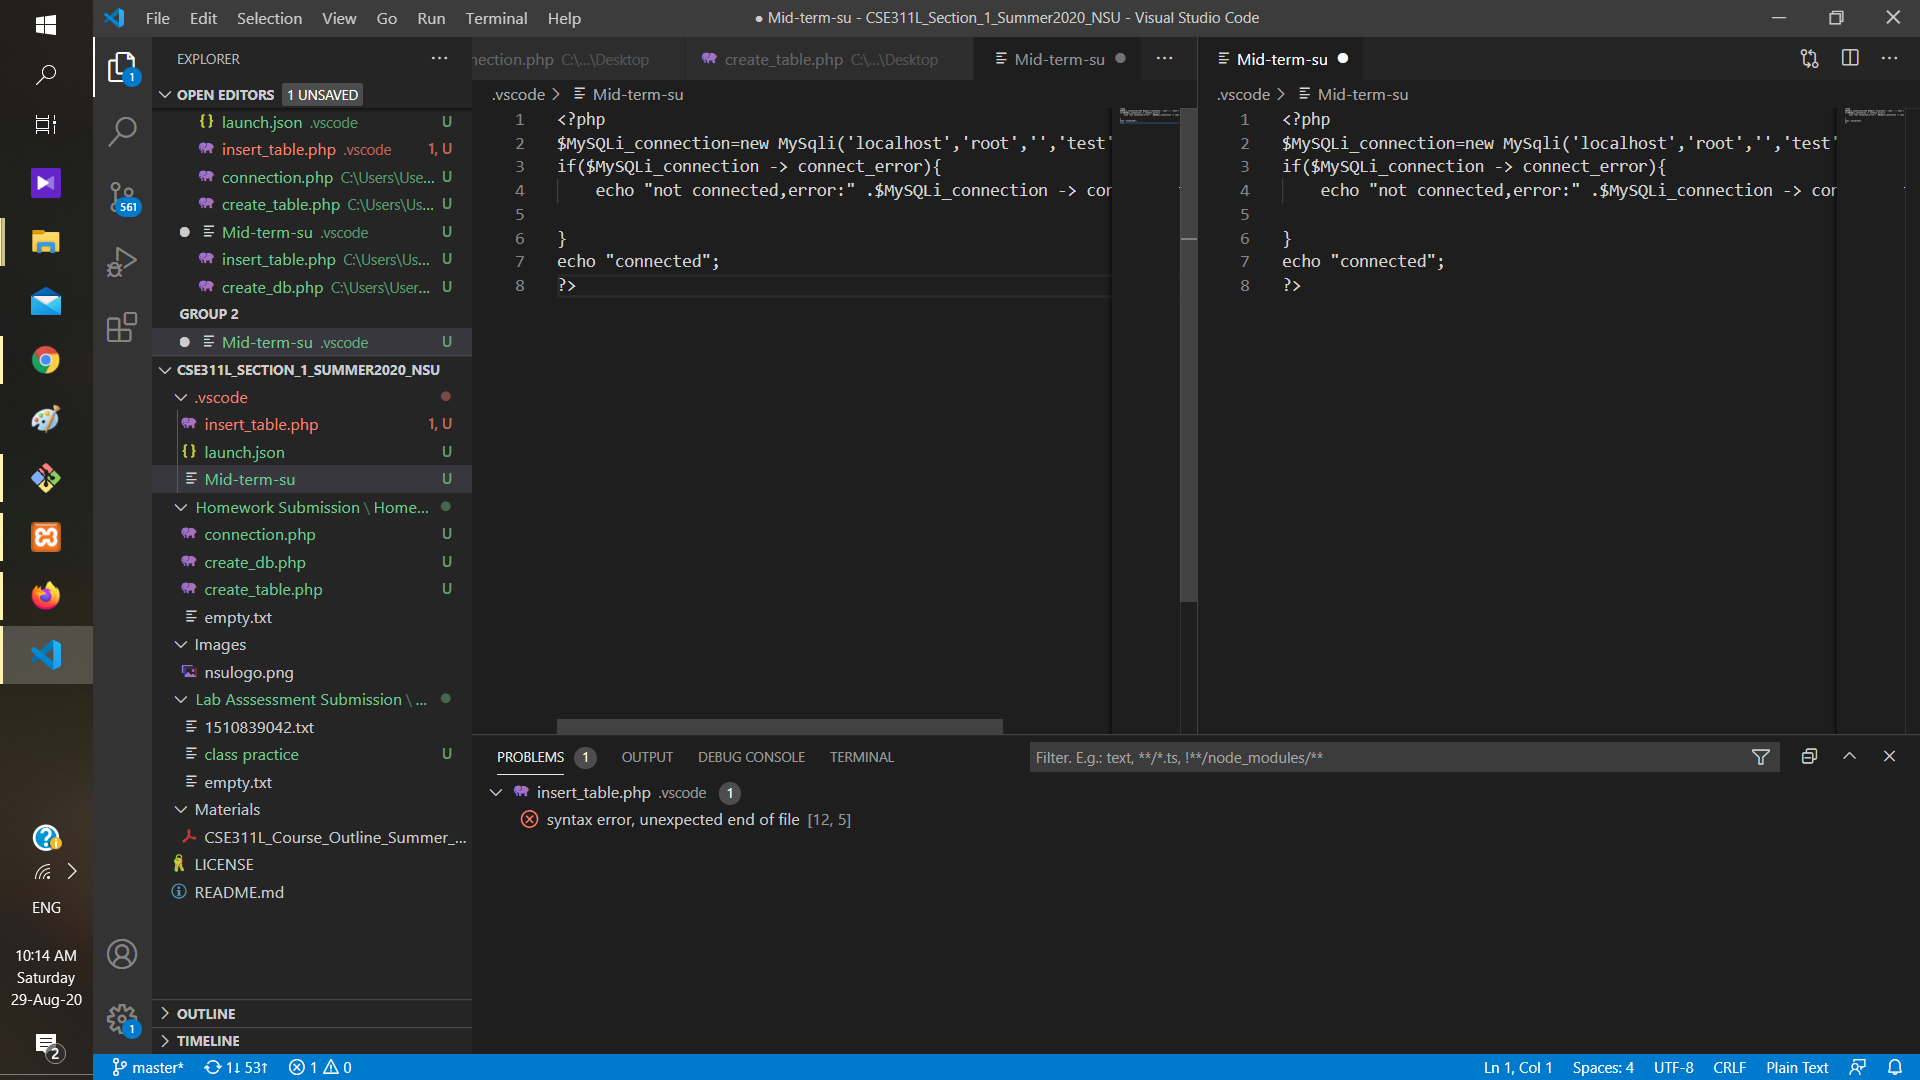 File Edit Selection View Go Run Terminal Help
● Mid-term-su - CSE311L_Section_1_Summer2020_NSU - Visual Studio Code
EXPLORER
OPEN EDITORS 1 UNSAVED
launch.json .vscode U
insert_table.php .vscode 1, U
connection.php C:\Users\Use... U
create_table.php C:\Users\Us... U
Mid-term-su .vscode U
insert_table.php C:\Users\Us... U
create_db.php C:\Users\User... U
GROUP 2
Mid-term-su .vscode U
CSE311L_SECTION_1_SUMMER2020_NSU
.vscode
insert_table.php 1, U
launch.json U
Mid-term-su U
Homework Submission \ Home...
connection.php U
create_db.php U
create_table.php U
empty.txt
Images
nsulogo.png
Lab Asssessment Submission \ ...
1510839042.txt
class practice U
empty.txt
Materials
CSE311L_Course_Outline_Summer_...
LICENSE
README.md
OUTLINE
TIMELINE
1
561
1
nection.php C:\...\Desktop create_table.php C:\...\Desktop Mid-term-su
.vscode > Mid-term-su
1 <?php
2 $MySQLi_connection=new MySqli('localhost','root','','test'
3 if($MySQLi_connection -> connect_error){
4 echo "not connected,error:" .$MySQLi_connection -> con
5
6 }
7 echo "connected";
8 ?>
Mid-term-su
.vscode > Mid-term-su
1 <?php
2 $MySQLi_connection=new MySqli('localhost','root','','test'
3 if($MySQLi_connection -> connect_error){
4 echo "not connected,error:" .$MySQLi_connection -> con
5
6 }
7 echo "connected";
8 ?>
PROBLEMS 1 OUTPUT DEBUG CONSOLE TERMINAL
Filter. E.g.: text, **/*.ts, !**/node_modules/**
insert_table.php .vscode 1
syntax error, unexpected end of file [12, 5]
ENG
10:14 AM
Saturday
29-Aug-20
2
master* 1↓ 53↑ 1 0
Ln 1, Col 1 Spaces: 4 UTF-8 CRLF Plain Text